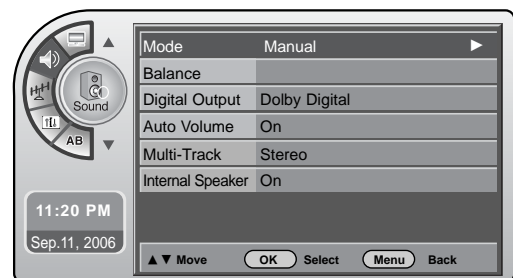 Sound
AB
11:20 PM
Sep.11, 2006
Mode Manual ►
Balance
Digital Output Dolby Digital
Auto Volume On
Multi-Track Stereo
Internal Speaker On
▲▼ Move OK Select Menu Back